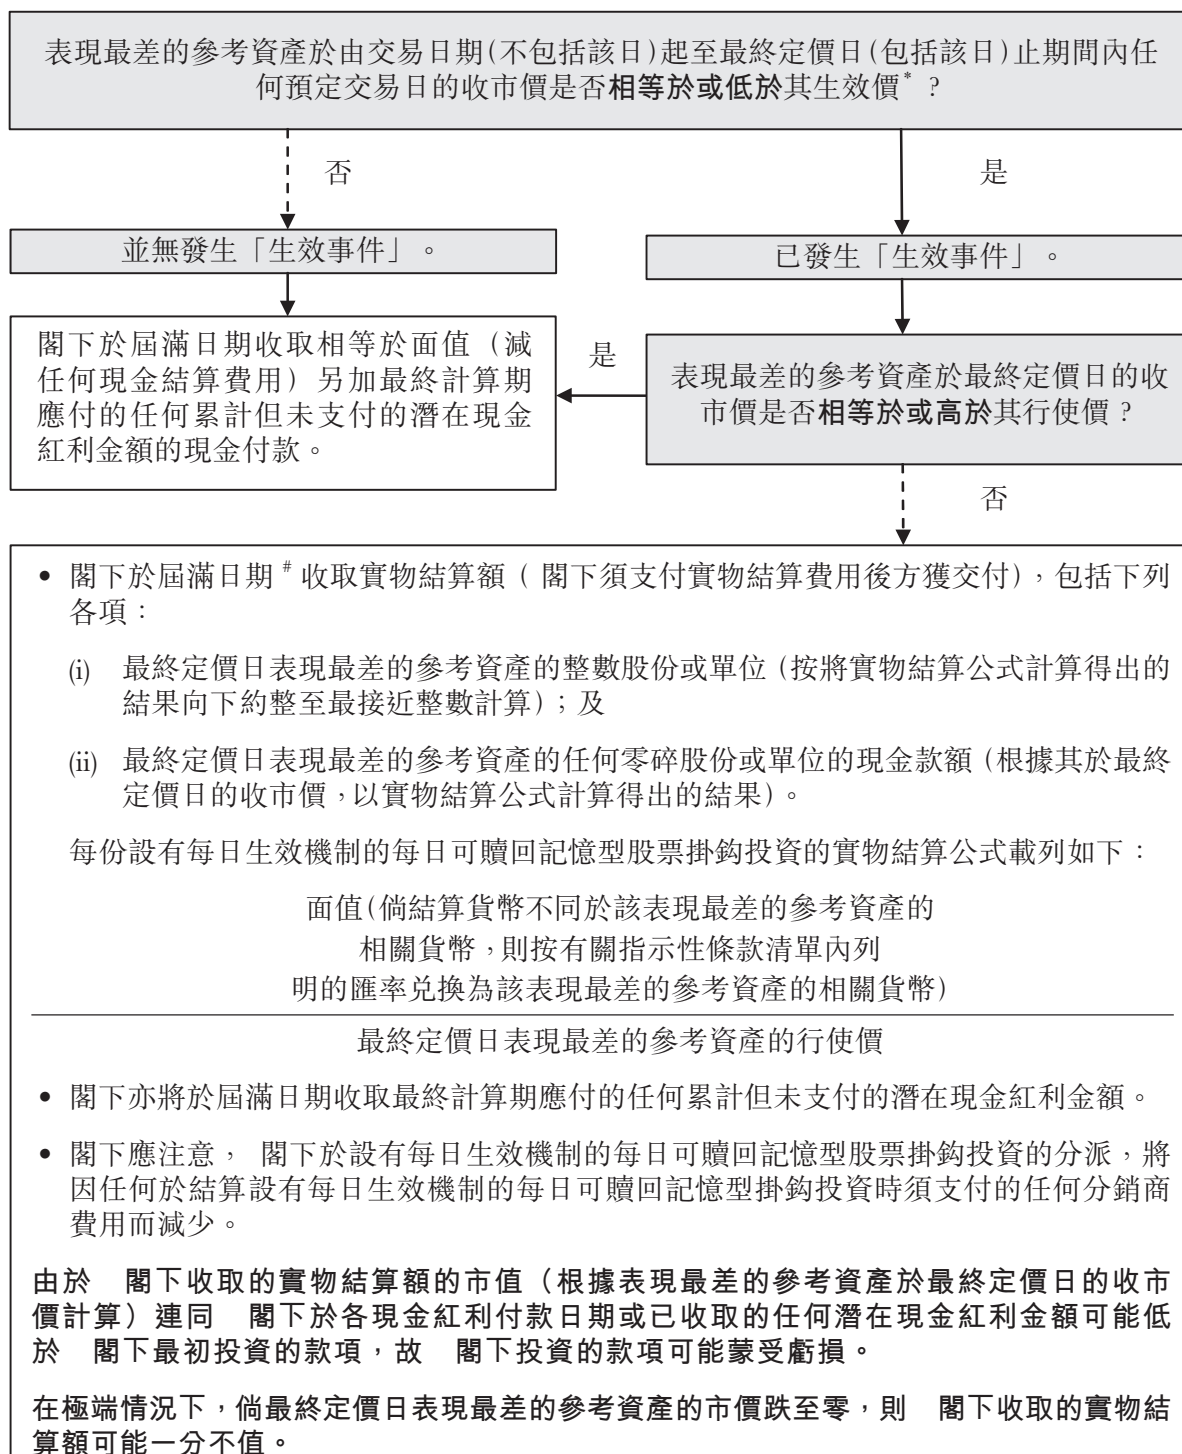 表現最差的參考資產於由交易日期(不包括該日)起至最終定價日(包括該日)止期間內任
何預定交易日的收市價是否相等於或低於其生效價* ?
否
是
並無發生「生效事件」。
已發生「生效事件」。
閣下於屆滿日期收取相等於面值（減
任何現金結算費用）另加最終計算期
應付的任何累計但未支付的潛在現金
紅利金額的現金付款。
是
表現最差的參考資產於最終定價日的收
市價是否相等於或高於其行使價？
否
• 閣下於屆滿日期# 收取實物結算額（ 閣下須支付實物結算費用後方獲交付），包括下列
各項：
(i) 最終定價日表現最差的參考資產的整數股份或單位（按將實物結算公式計算得出的
結果向下約整至最接近整數計算）；及
(ii) 最終定價日表現最差的參考資產的任何零碎股份或單位的現金款額（根據其於最終
定價日的收市價，以實物結算公式計算得出的結果）。
每份設有每日生效機制的每日可贖回記憶型股票掛鈎投資的實物結算公式載列如下：
面值(倘結算貨幣不同於該表現最差的參考資產的
相關貨幣，則按有關指示性條款清單內列
明的匯率兑換為該表現最差的參考資產的相關貨幣)
最終定價日表現最差的參考資產的行使價
• 閣下亦將於屆滿日期收取最終計算期應付的任何累計但未支付的潛在現金紅利金額。
• 閣下應注意， 閣下於設有每日生效機制的每日可贖回記憶型股票掛鈎投資的分派，將
因任何於結算設有每日生效機制的每日可贖回記憶型掛鈎投資時須支付的任何分銷商
費用而減少。
由於 閣下收取的實物結算額的市值（根據表現最差的參考資產於最終定價日的收市
價計算）連同 閣下於各現金紅利付款日期或已收取的任何潛在現金紅利金額可能低
於 閣下最初投資的款項，故 閣下投資的款項可能蒙受虧損。
在極端情況下，倘最終定價日表現最差的參考資產的市價跌至零，則 閣下收取的實物結
算額可能一分不值。